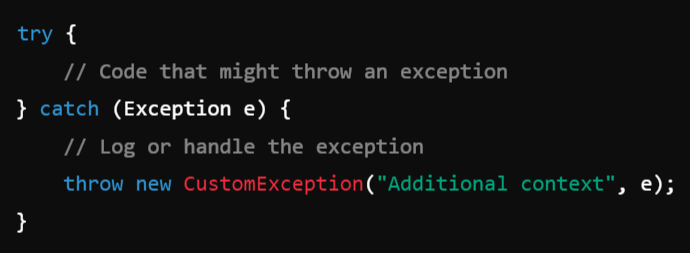 try {
    // Code that might throw an exception
} catch (Exception e) {
    // Log or handle the exception
    throw new CustomException("Additional context", e);
}